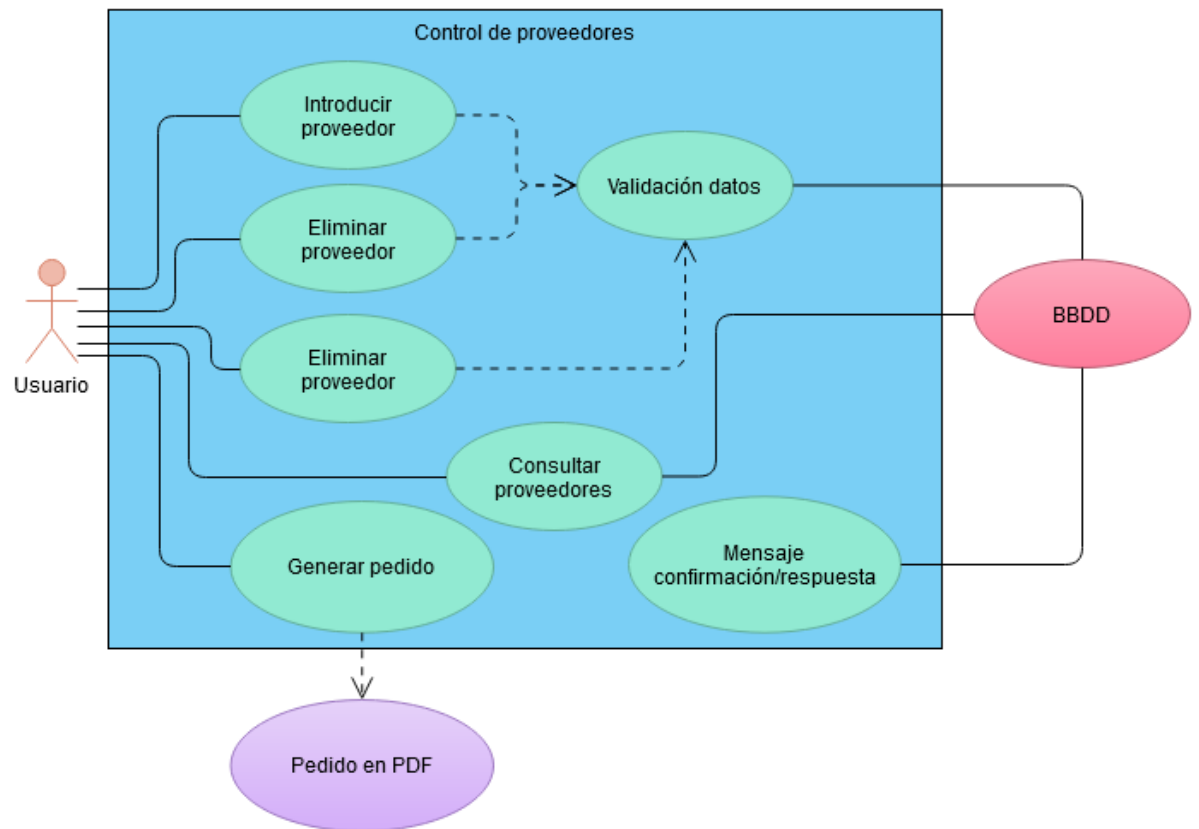 Control de proveedores
Introducir
proveedor
Validación datos
Eliminar
proveedor
BBDD
Eliminar
proveedor
Usuario
Consultar
proveedores
Generar pedido
Mensaje
confirmación/respuesta
Pedido en PDF